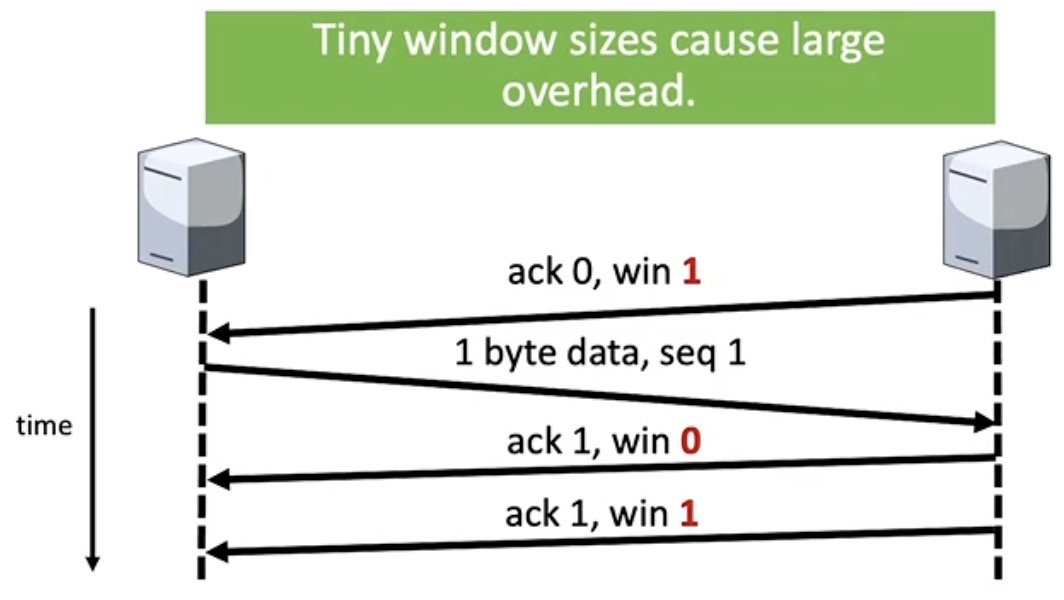 Tiny window sizes cause large
overhead.
ack 0, win 1
1 byte data, seq 1
time
ack 1, win 0
ack 1, win 1